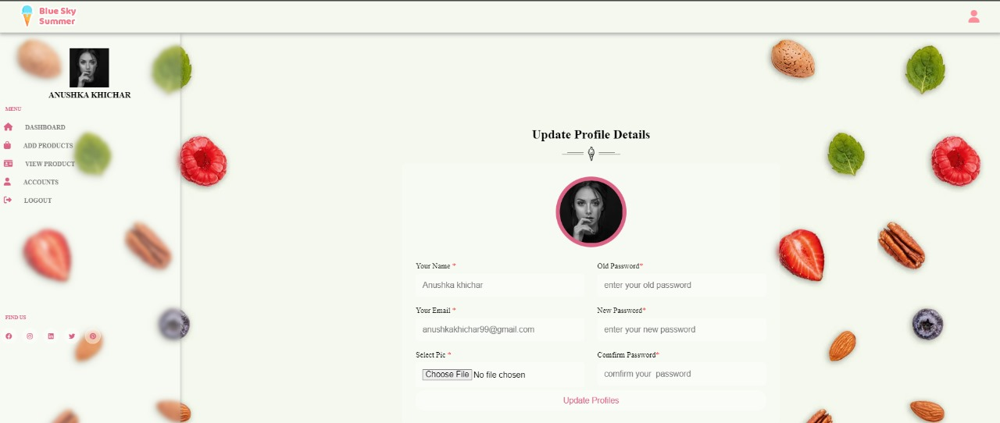 Blue Sky
Summer
ANUSHKA KHICHAR
MENU
DASHBOARD
ADD PRODUCTS
VIEW PRODUCT
ACCOUNTS
LOGOUT
FIND US
Update Profile Details
Your Name *
Anushka khichar
Old Password*
enter your old password
Your Email *
anushkakhichar99@gmail.com
New Password*
enter your new password
Select Pic *
Choose File No file chosen
Comfirm Password*
comfirm your password
Update Profiles